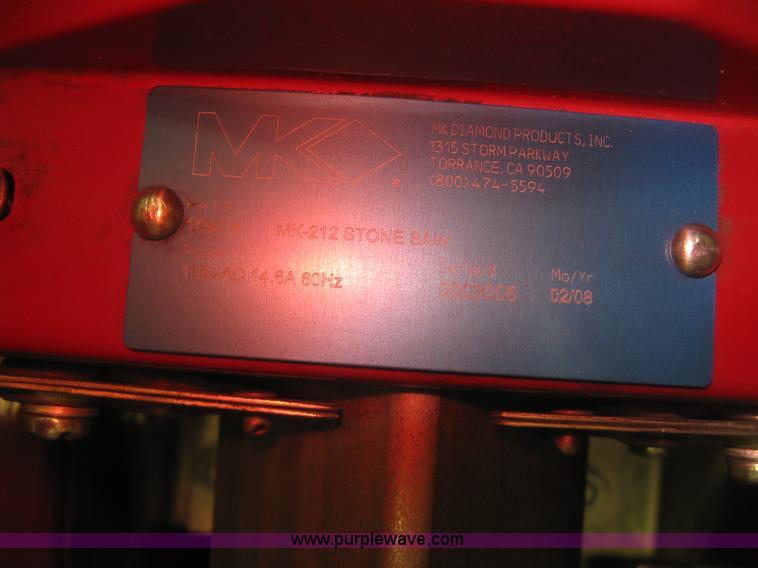 MK
MK DIAMOND PRODUCTS, INC.
1315 STORM PARKWAY
TORRANCE, CA 90509
(800) 474-5594
MK-212 STONE SAW
14.6A 60Hz
Mo/Yr
02/08
www.purplewave.com